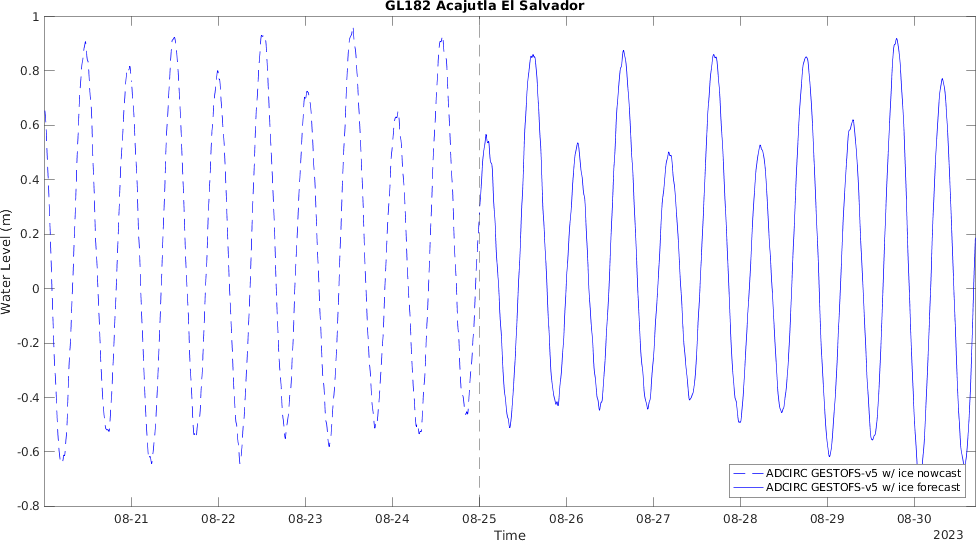 GL182 Acajutla El Salvador
1
0.8
0.6
0.4
0.2
0
-0.2
-0.4
-0.6
-0.8
Water Level (m)
ADCIRC GESTOFS-v5 w/ ice nowcast
ADCIRC GESTOFS-v5 w/ ice forecast
08-21 08-22 08-23 08-24 08-25 08-26 08-27 08-28 08-29 08-30
Time
2023